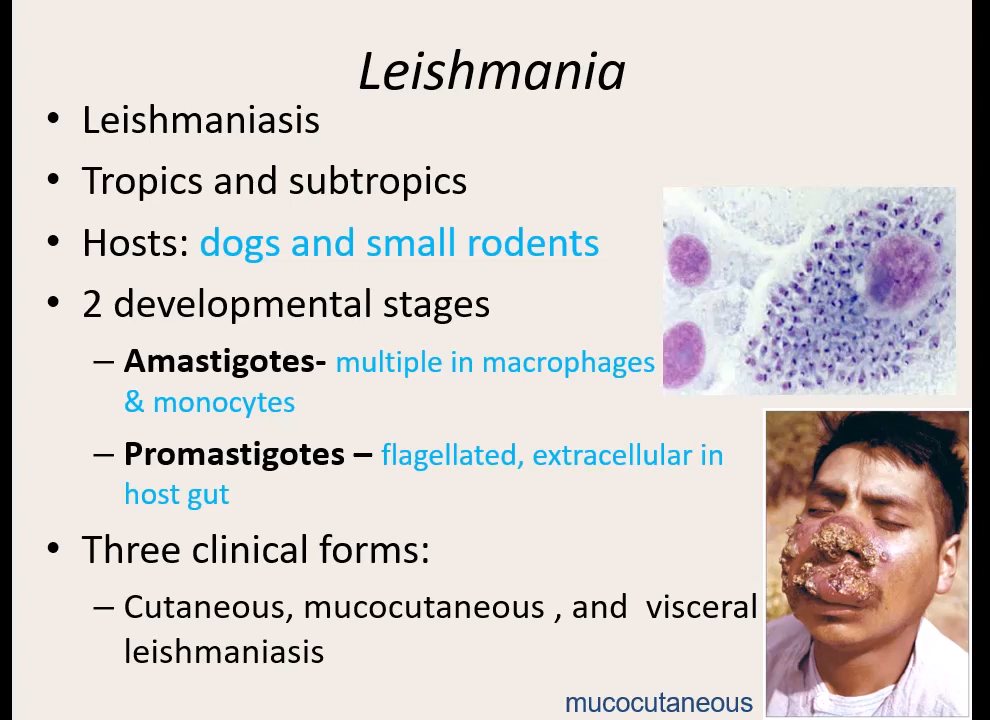 Leishmania
• Leishmaniasis
• Tropics and subtropics
• Hosts: dogs and small rodents
• 2 developmental stages
– Amastigotes- multiple in macrophages
& monocytes
– Promastigotes – flagellated, extracellular in
host gut
• Three clinical forms:
– Cutaneous, mucocutaneous , and  visceral
leishmaniasis
mucocutaneous